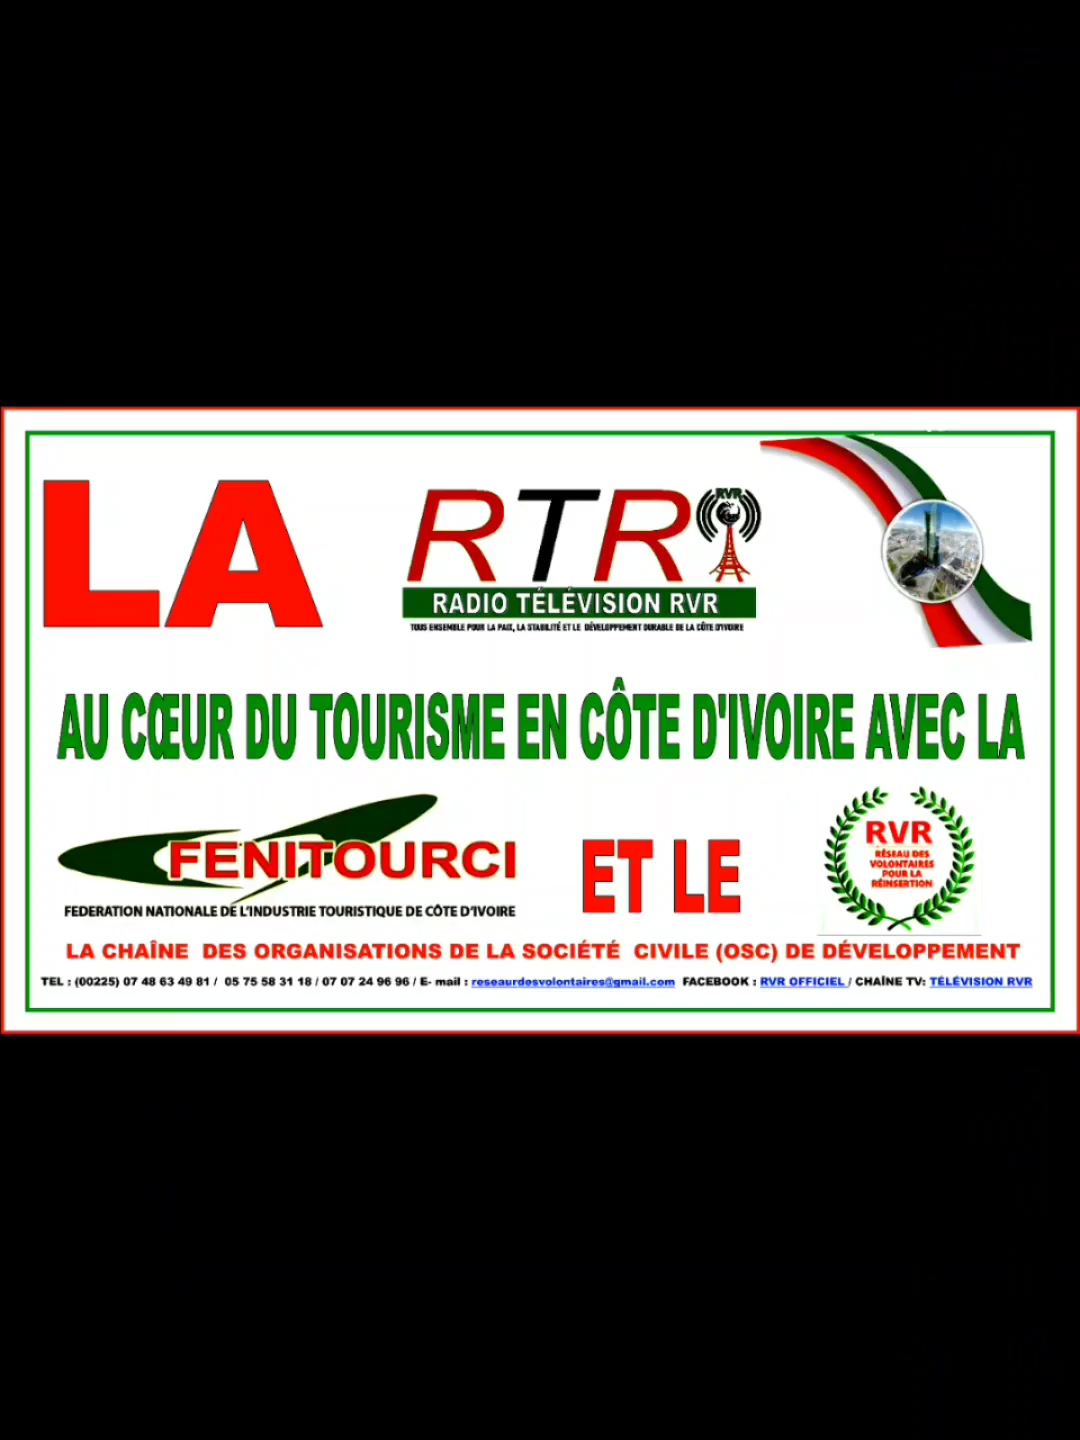 LA RTR RVR
RADIO TÉLÉVISION RVR
TOUS ENSEMBLE POUR LA PAIX, LA STABILITÉ ET LE DÉVELOPPEMENT DURABLE DE LA CÔTE D'IVOIRE
AU CŒUR DU TOURISME EN CÔTE D'IVOIRE AVEC LA
FENITOURCI
FEDERATION NATIONALE DE L'INDUSTRIE TOURISTIQUE DE CÔTE D'IVOIRE
ET LE
RVR
RÉSEAU DES
VOLONTAIRES
POUR LA
RÉINSERTION
LA CHAÎNE DES ORGANISATIONS DE LA SOCIÉTÉ CIVILE (OSC) DE DÉVELOPPEMENT
TEL : (00225) 07 48 63 49 81 / 05 75 58 31 18 / 07 07 24 96 96 / E- mail : reseaurdesvolontaires@gmail.com FACEBOOK : RVR OFFICIEL / CHAÎNE TV: TÉLÉVISION RVR